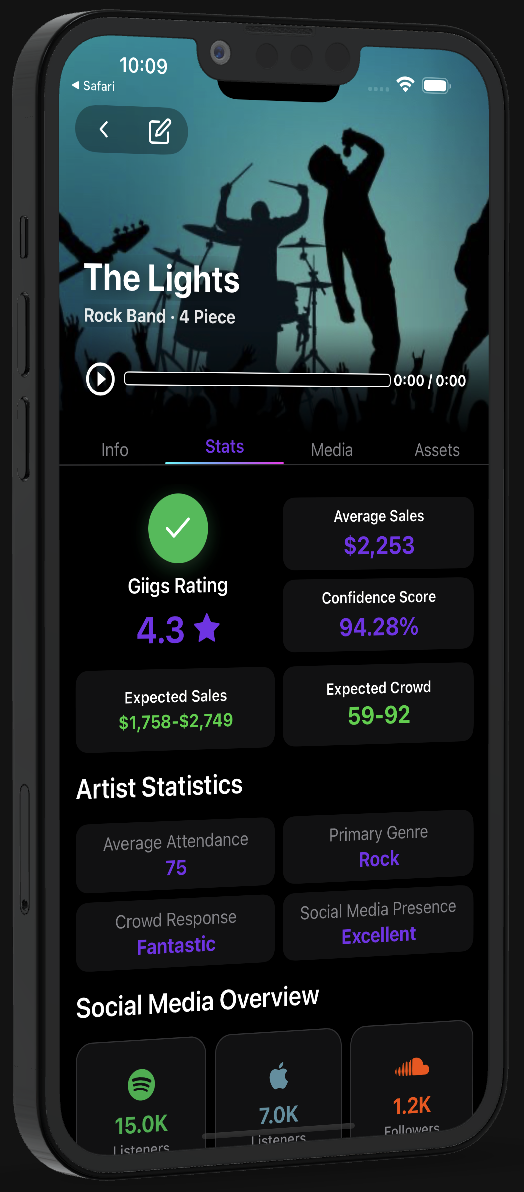 10:09
◀ Safari
The Lights
Rock Band · 4 Piece
0:00 / 0:00
Info
Stats
Media
Assets
Giigs Rating
4.3
Average Sales
$2,253
Confidence Score
94.28%
Expected Sales
$1,758-$2,749
Expected Crowd
59-92
Artist Statistics
Average Attendance
75
Primary Genre
Rock
Crowd Response
Fantastic
Social Media Presence
Excellent
Social Media Overview
15.0K
Listeners
7.0K
Listeners
1.2K
Followers